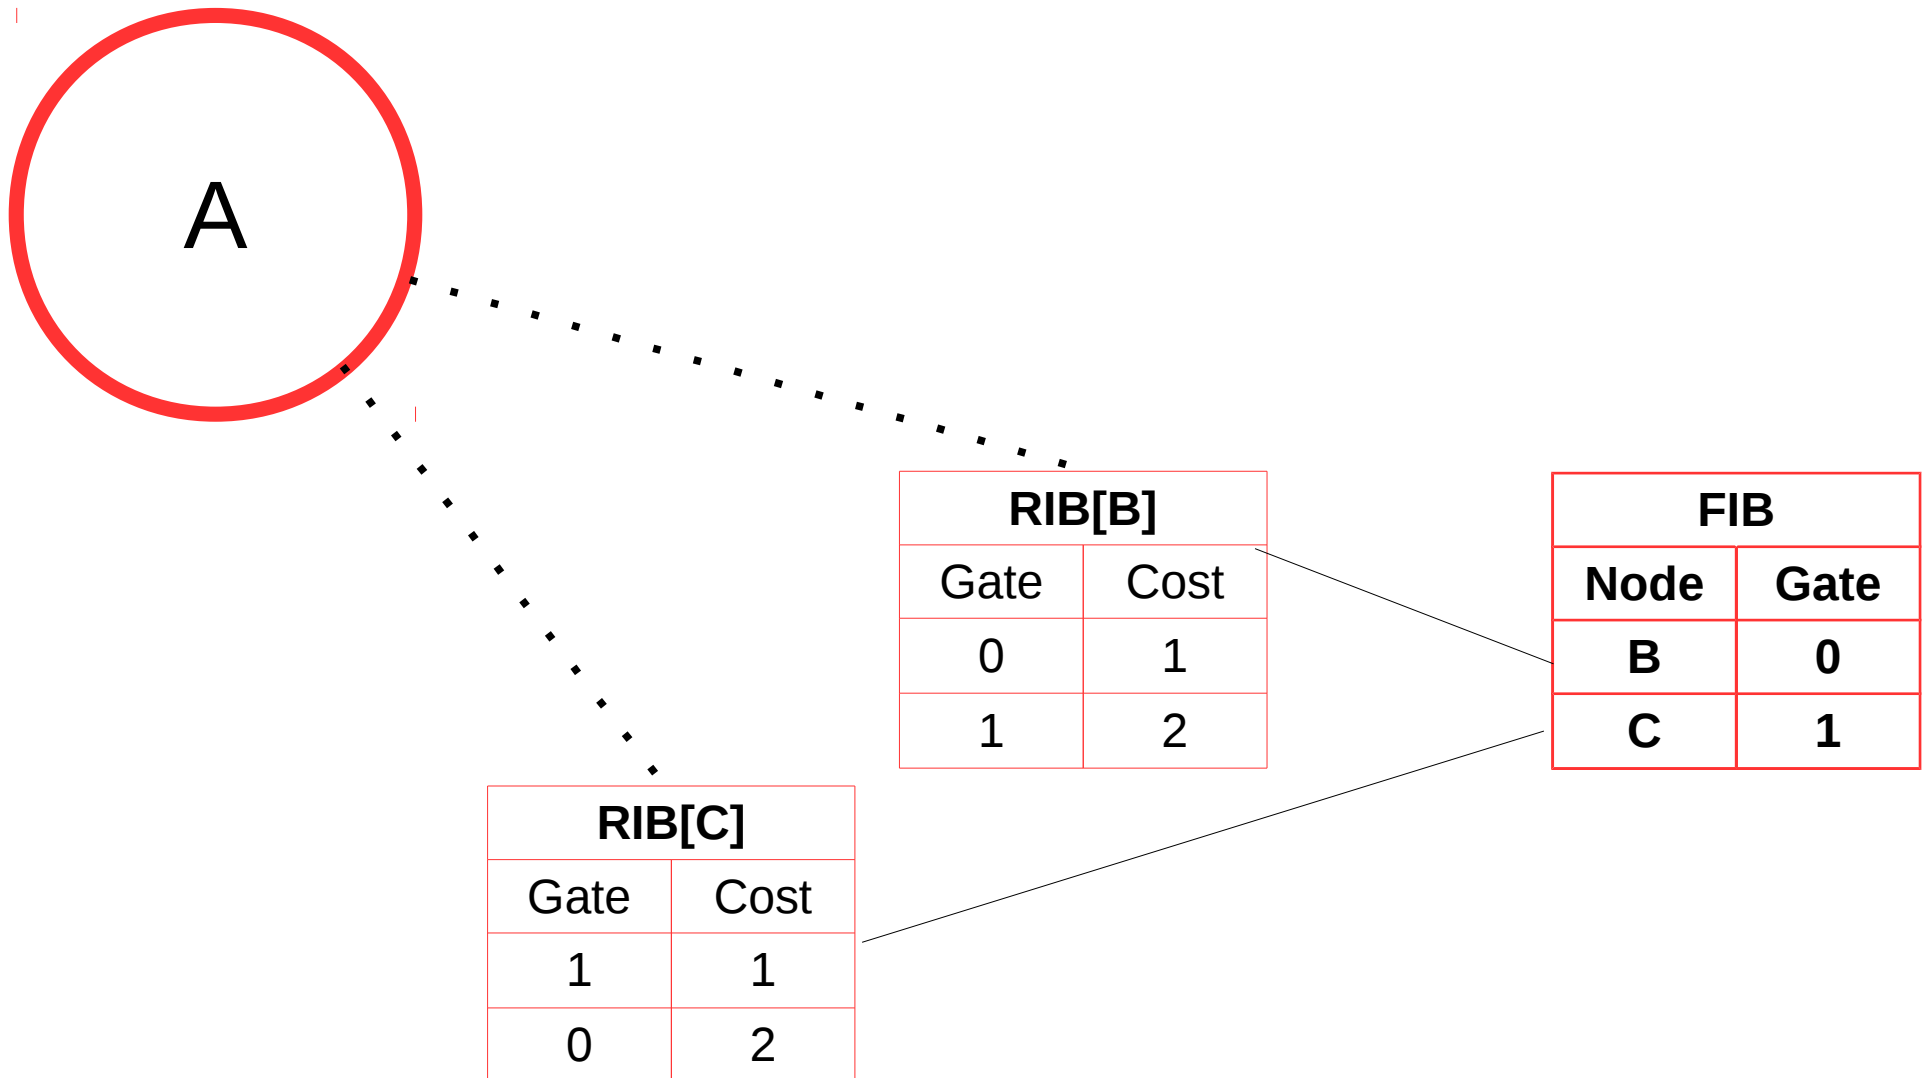 A
RIB[B]
Gate Cost
0 1
1 2
FIB
Node Gate
B 0
C 1
RIB[C]
Gate Cost
1 1
0 2